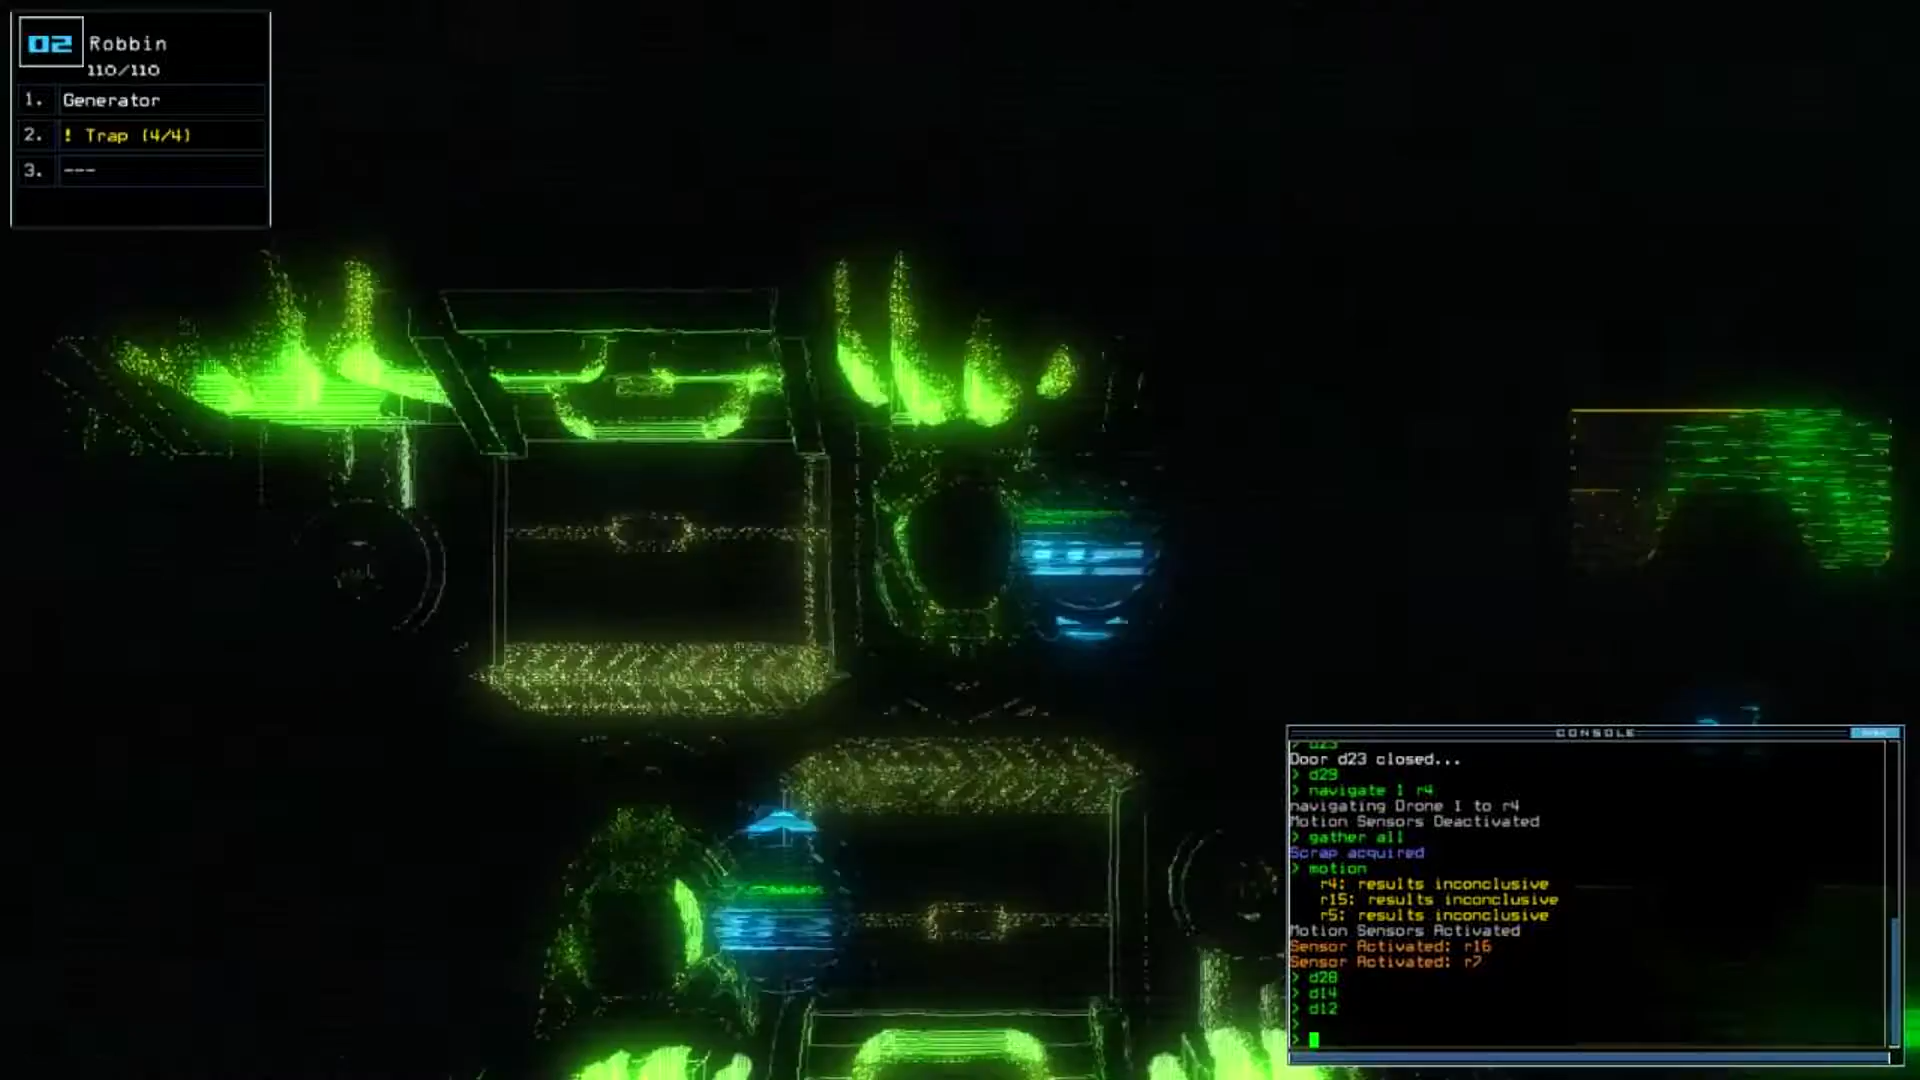 02 Robbin
110/110
1. Generator
2. ! Trap (4/4)
3. ---
CONSOLE
> d23
Door d23 closed...
> d29
> navigate 1 r4
navigating Drone 1 to r4
Motion Sensors Deactivated
> gather all
Scrap acquired
> motion
r4: results inconclusive
r15: results inconclusive
r5: results inconclusive
Motion Sensors Activated
Sensor Activated: r16
Sensor Activated: r7
> d28
> d14
> d12
>
>